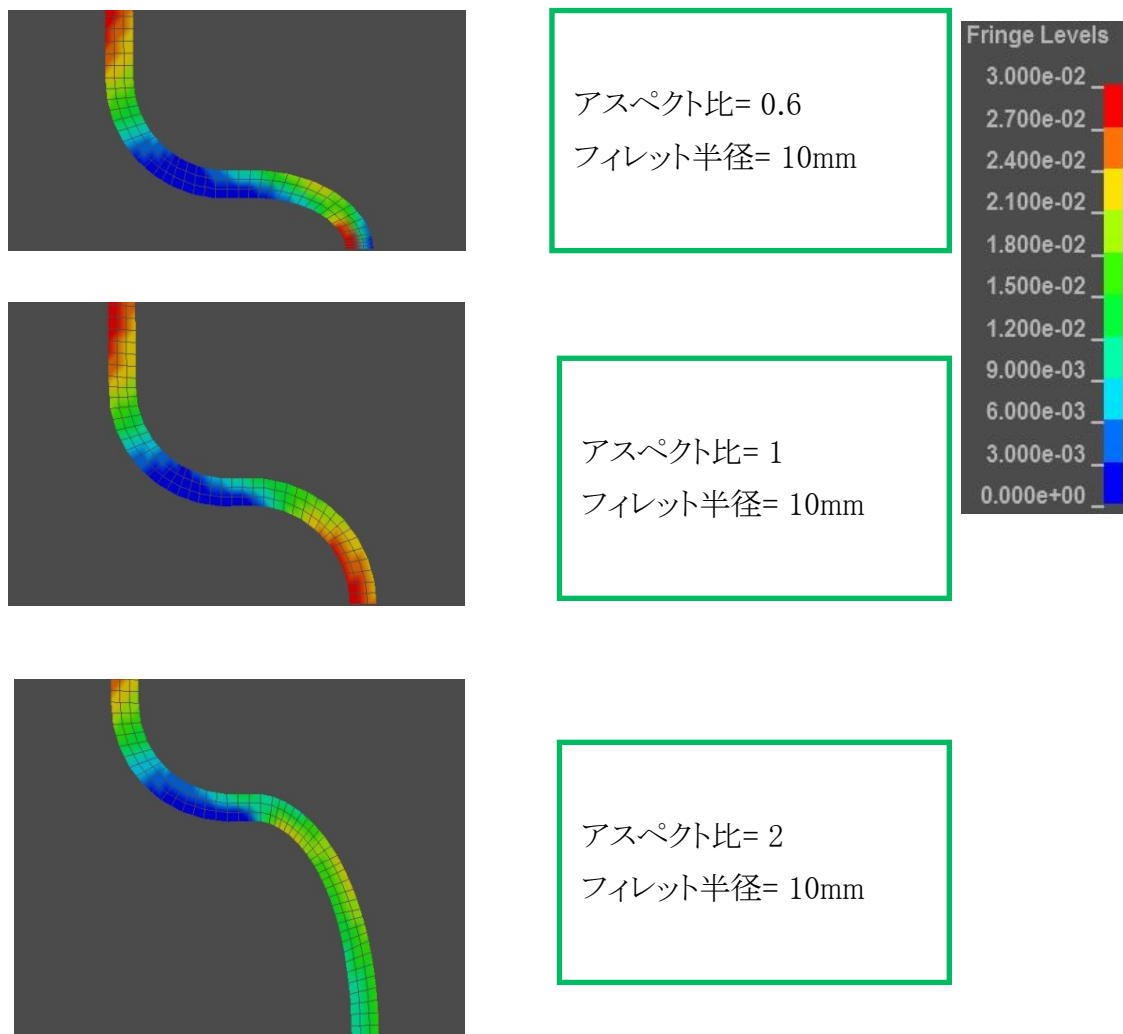 アスペクト比= 0.6
フィレット半径= 10mm
Fringe Levels
3.000e-02
2.700e-02
2.400e-02
2.100e-02
1.800e-02
1.500e-02
1.200e-02
9.000e-03
6.000e-03
3.000e-03
0.000e+00
アスペクト比= 1
フィレット半径= 10mm
アスペクト比= 2
フィレット半径= 10mm